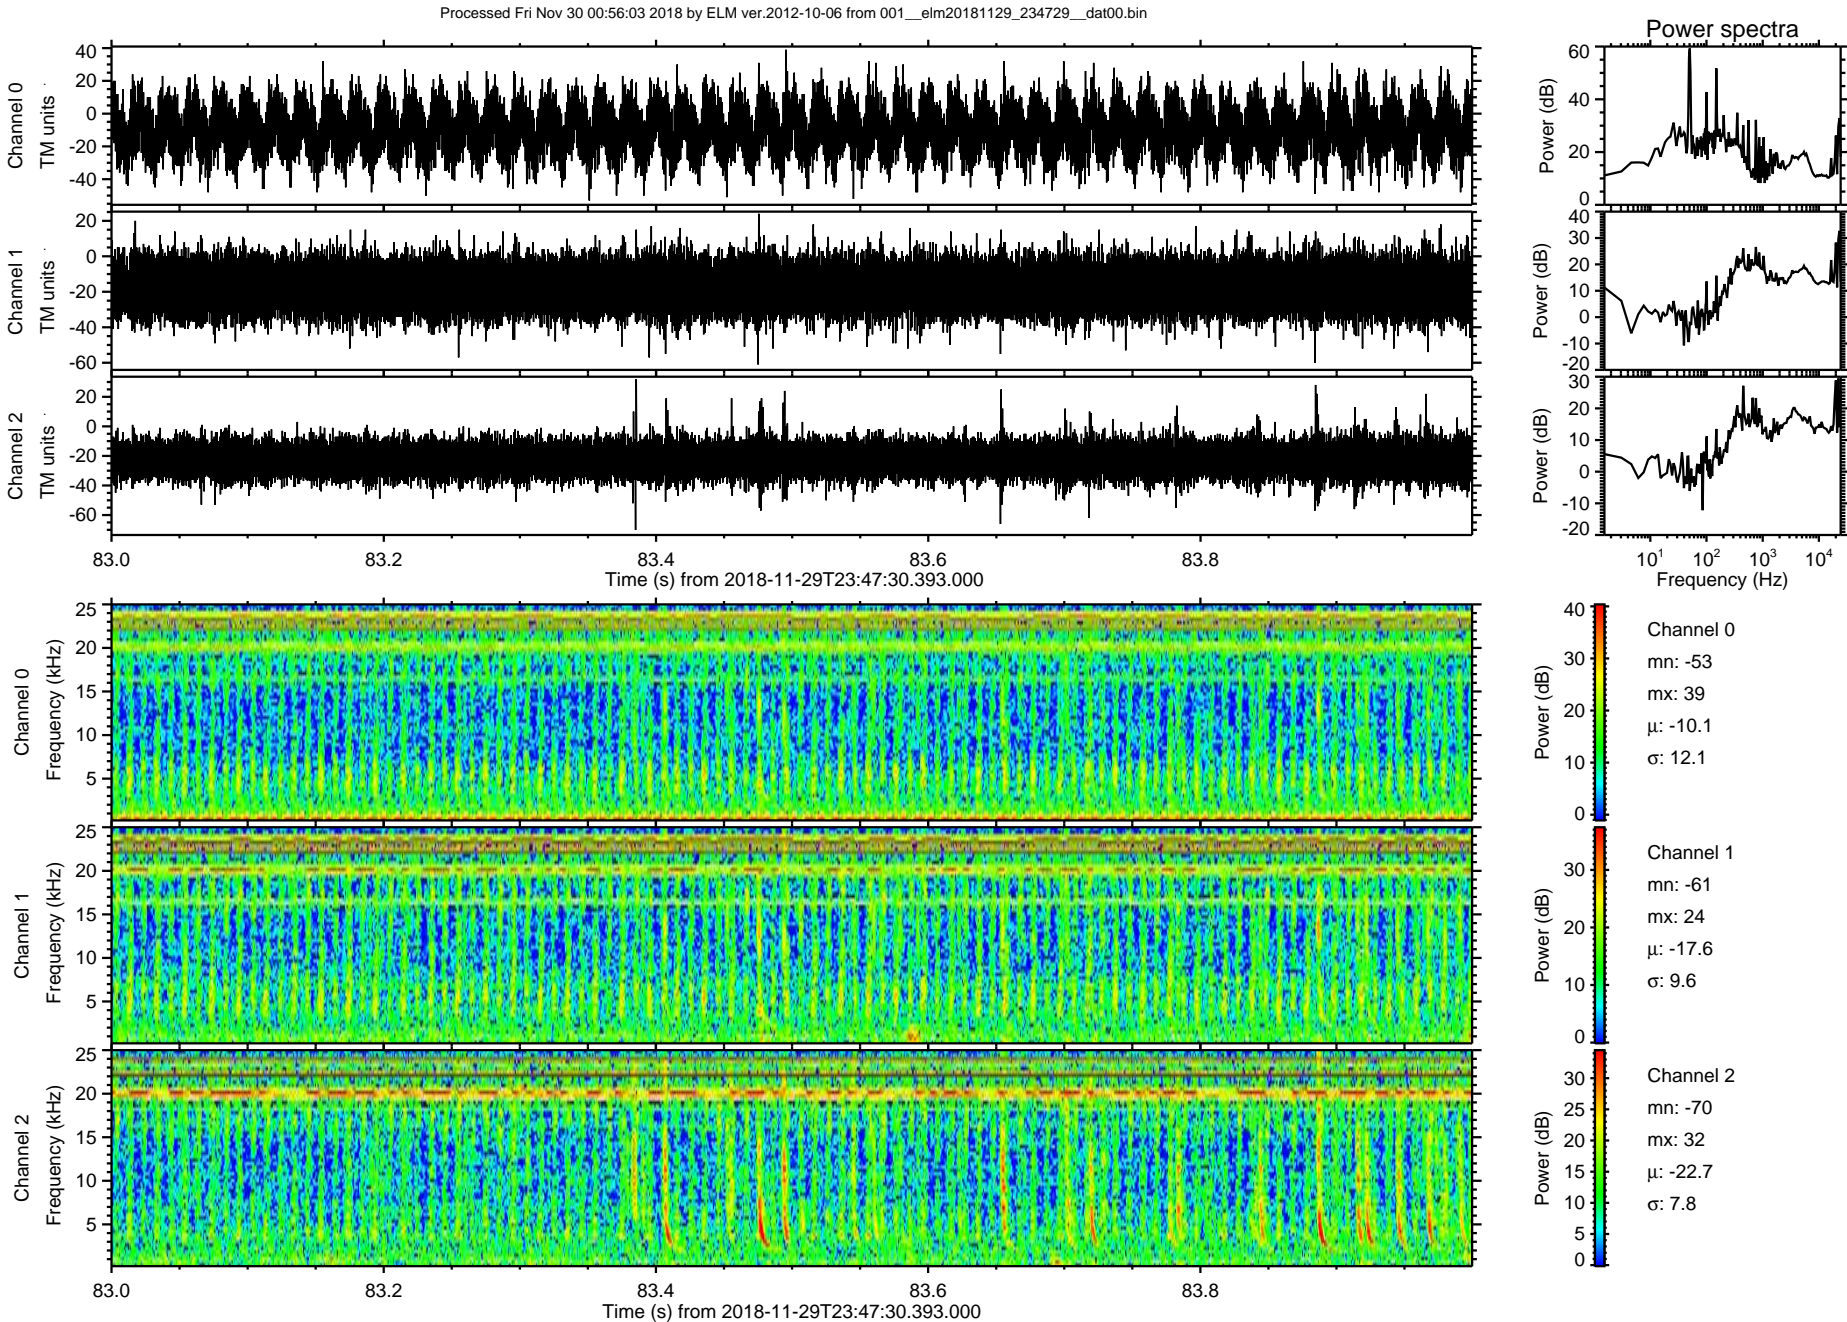 Processed Fri Nov 30 00:56:03 2018 by ELM ver.2012-10-06 from 001__elm20181129_234729__dat00.bin
Power spectra
Channel 0
TM units
40
20
0
-20
-40
Power (dB)
60
40
20
0
Channel 1
TM units
20
0
-20
-40
-60
Power (dB)
40
30
20
10
0
-10
-20
Channel 2
TM units
20
0
-20
-40
-60
Power (dB)
30
20
10
0
-10
-20
83.0 83.2 83.4 83.6 83.8
Time (s) from 2018-11-29T23:47:30.393.000
10^1 10^2 10^3 10^4
Frequency (Hz)
Channel 0
Frequency (kHz)
25
20
15
10
5
Power (dB)
40
30
20
10
0
Channel 0
mn: -53
mx: 39
μ: -10.1
σ: 12.1
Channel 1
Frequency (kHz)
25
20
15
10
5
Power (dB)
30
20
10
0
Channel 1
mn: -61
mx: 24
μ: -17.6
σ: 9.6
Channel 2
Frequency (kHz)
25
20
15
10
5
Power (dB)
30
25
20
15
10
5
0
Channel 2
mn: -70
mx: 32
μ: -22.7
σ: 7.8
83.0 83.2 83.4 83.6 83.8
Time (s) from 2018-11-29T23:47:30.393.000